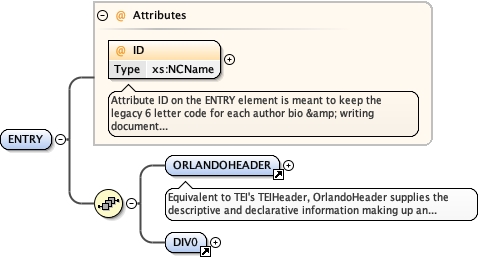 @ Attributes
@ ID
Type xs:NCName
Attribute ID on the ENTRY element is meant to keep the
legacy 6 letter code for each author bio &amp; writing
document...
ENTRY
ORLANDOHEADER
Equivalent to TEI's TEIHeader, OrlandoHeader supplies the
descriptive and declarative information making up an...
DIV0